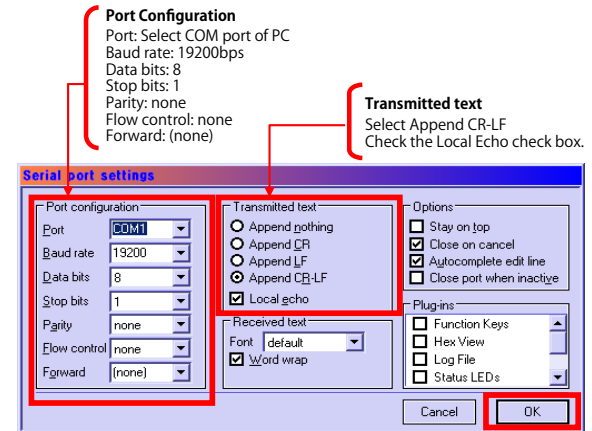 Port Configuration
Port: Select COM port of PC
Baud rate: 19200bps
Data bits: 8
Stop bits: 1
Parity: none
Flow control: none
Forward: (none)
Transmitted text
Select Append CR-LF
Check the Local Echo check box.
Serial port settings
Port configuration
Port COM1
Baud rate 19200
Data bits 8
Stop bits 1
Parity none
Flow control none
Forward (none)
Transmitted text
Append nothing
Append CR
Append LF
Append CR-LF
Local echo
Received text
Font default
Word wrap
Options
Stay on top
Close on cancel
Autocomplete edit line
Close port when inactive
Plug-ins
Function Keys
Hex View
Log File
Status LEDs
Cancel
OK